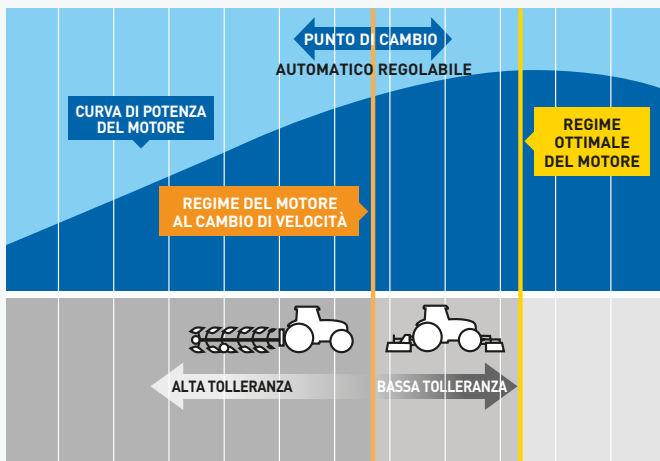 PUNTO DI CAMBIO
AUTOMATICO REGOLABILE
CURVA DI POTENZA
DEL MOTORE
REGIME
OTTIMALE
DEL MOTORE
REGIME DEL MOTORE
AL CAMBIO DI VELOCITÀ
ALTA TOLLERANZA
BASSA TOLLERANZA